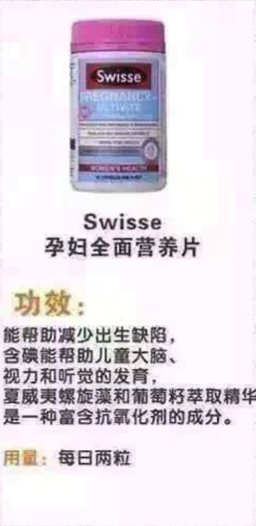 Swisse
PREGNANCY+
ULTIVITE
WOMEN'S HEALTH
Swisse
孕妇全面营养片
功效：
能帮助减少出生缺陷，
含碘能帮助儿童大脑、
视力和听觉的发育，
夏威夷螺旋藻和葡萄籽萃取精华
是一种富含抗氧化剂的成分。
用量：每日两粒